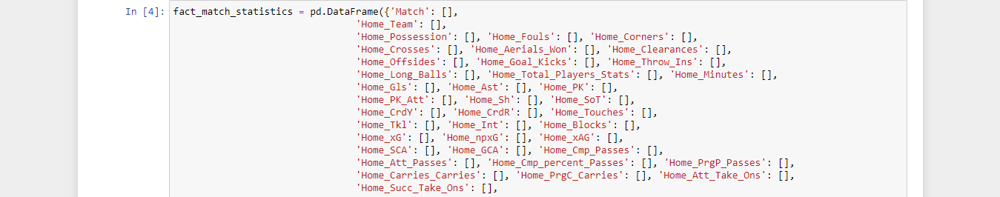 In [4]: fact_match_statistics = pd.DataFrame({'Match': [],
'Home_Team': [],
'Home_Possession': [], 'Home_Fouls': [], 'Home_Corners': [],
'Home_Crosses': [], 'Home_Aerials_Won': [], 'Home_Clearances': [],
'Home_Offsides': [], 'Home_Goal_Kicks': [], 'Home_Throw_Ins': [],
'Home_Long_Balls': [], 'Home_Total_Players_Stats': [], 'Home_Minutes': [],
'Home_Gls': [], 'Home_Ast': [], 'Home_PK': [],
'Home_PK_Att': [], 'Home_Sh': [], 'Home_SoT': [],
'Home_CrdY': [], 'Home_CrdR': [], 'Home_Touches': [],
'Home_Tkl': [], 'Home_Int': [], 'Home_Blocks': [],
'Home_xG': [], 'Home_npxG': [], 'Home_xAG': [],
'Home_SCA': [], 'Home_GCA': [], 'Home_Cmp_Passes': [],
'Home_Att_Passes': [], 'Home_Cmp_percent_Passes': [], 'Home_PrgP_Passes': [],
'Home_Carries_Carries': [], 'Home_PrgC_Carries': [], 'Home_Att_Take_Ons': [],
'Home_Succ_Take_Ons': [],